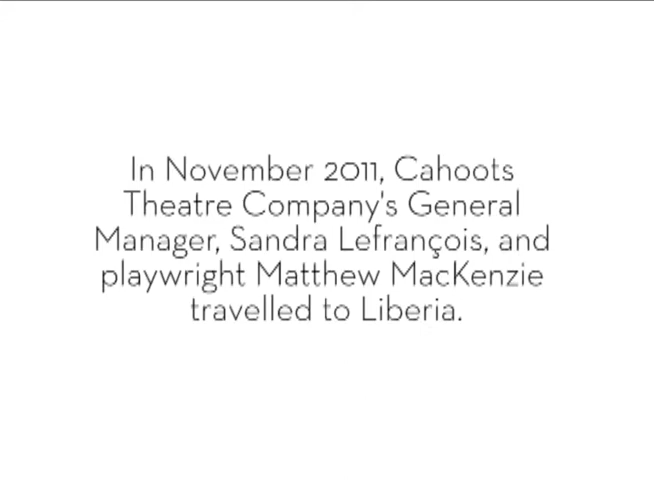 In November 2011, Cahoots
Theatre Company's General
Manager, Sandra Lefrançois, and
playwright Matthew MacKenzie
travelled to Liberia.